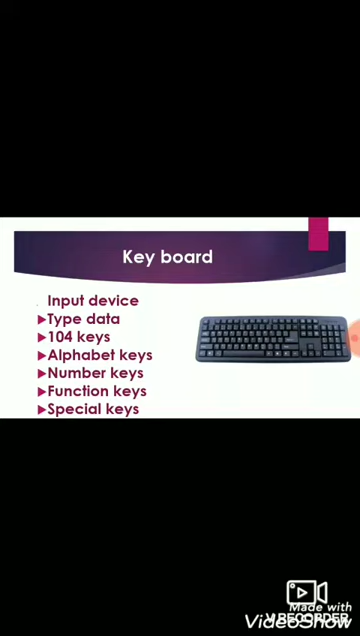 Key board
Input device
Type data
104 keys
Alphabet keys
Number keys
Function keys
Special keys
Made with
V RECORDER
VideoShow